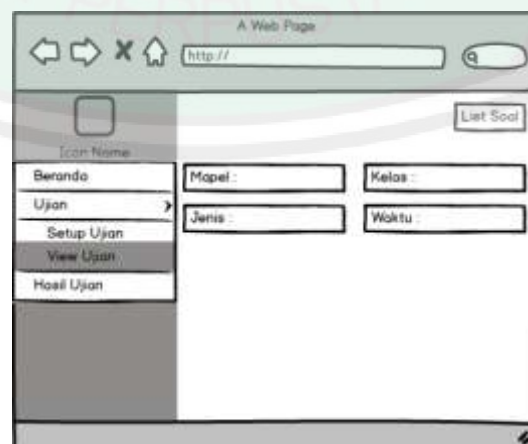 A Web Page
http://
List Soal
Icon Name
Beranda
Mapel :
Kelas :
Ujian
Jenis :
Waktu :
Setup Ujian
View Ujian
Hasil Ujian